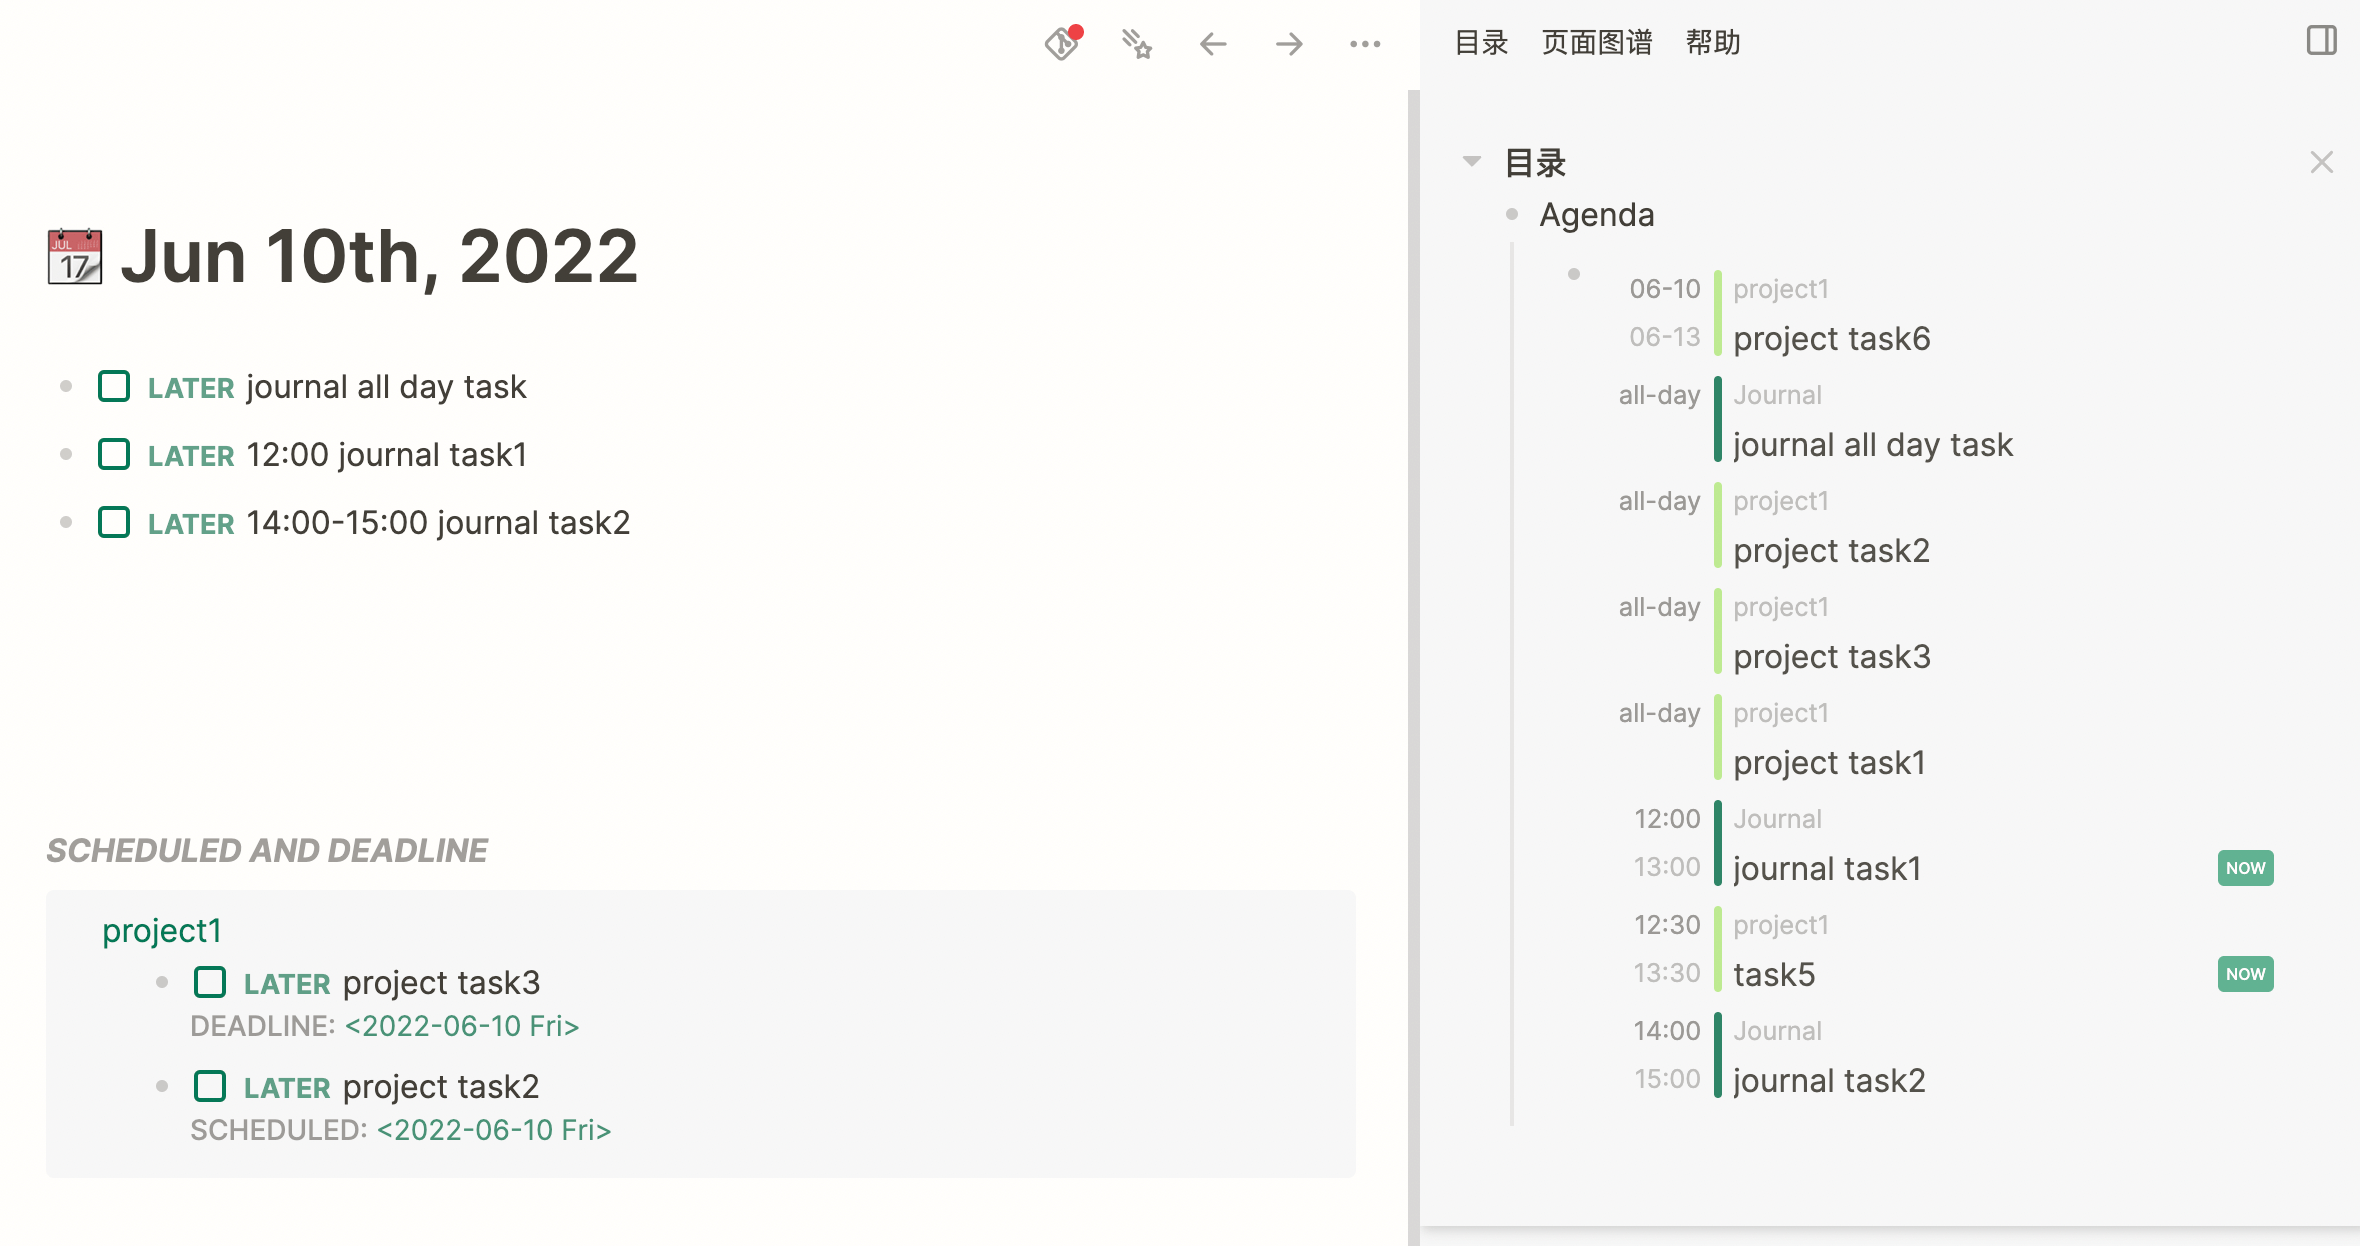 Jun 10th, 2022
LATER journal all day task
LATER 12:00 journal task1
LATER 14:00-15:00 journal task2
SCHEDULED AND DEADLINE
project1
LATER project task3
DEADLINE: <2022-06-10 Fri>
LATER project task2
SCHEDULED: <2022-06-10 Fri>
目录 页面图谱 帮助
目录
Agenda
06-10 project1
06-13 project task6
all-day Journal
journal all day task
all-day project1
project task2
all-day project1
project task3
all-day project1
project task1
12:00 Journal
13:00 journal task1 NOW
12:30 project1
13:30 task5 NOW
14:00 Journal
15:00 journal task2
JUL
17